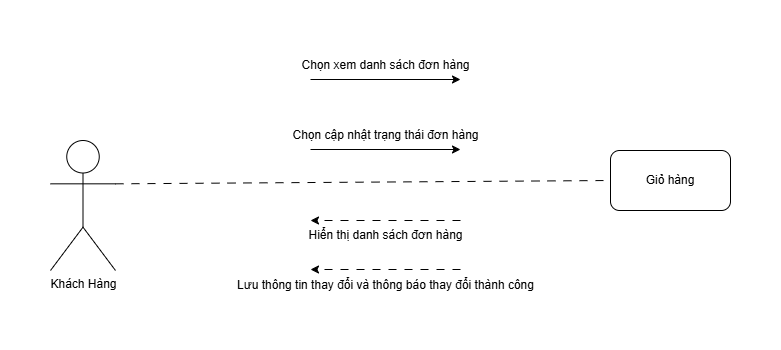 Chọn xem danh sách đơn hàng
Chọn cập nhật trạng thái đơn hàng
Giỏ hàng
Hiển thị danh sách đơn hàng
Khách Hàng
Lưu thông tin thay đổi và thông báo thay đổi thành công